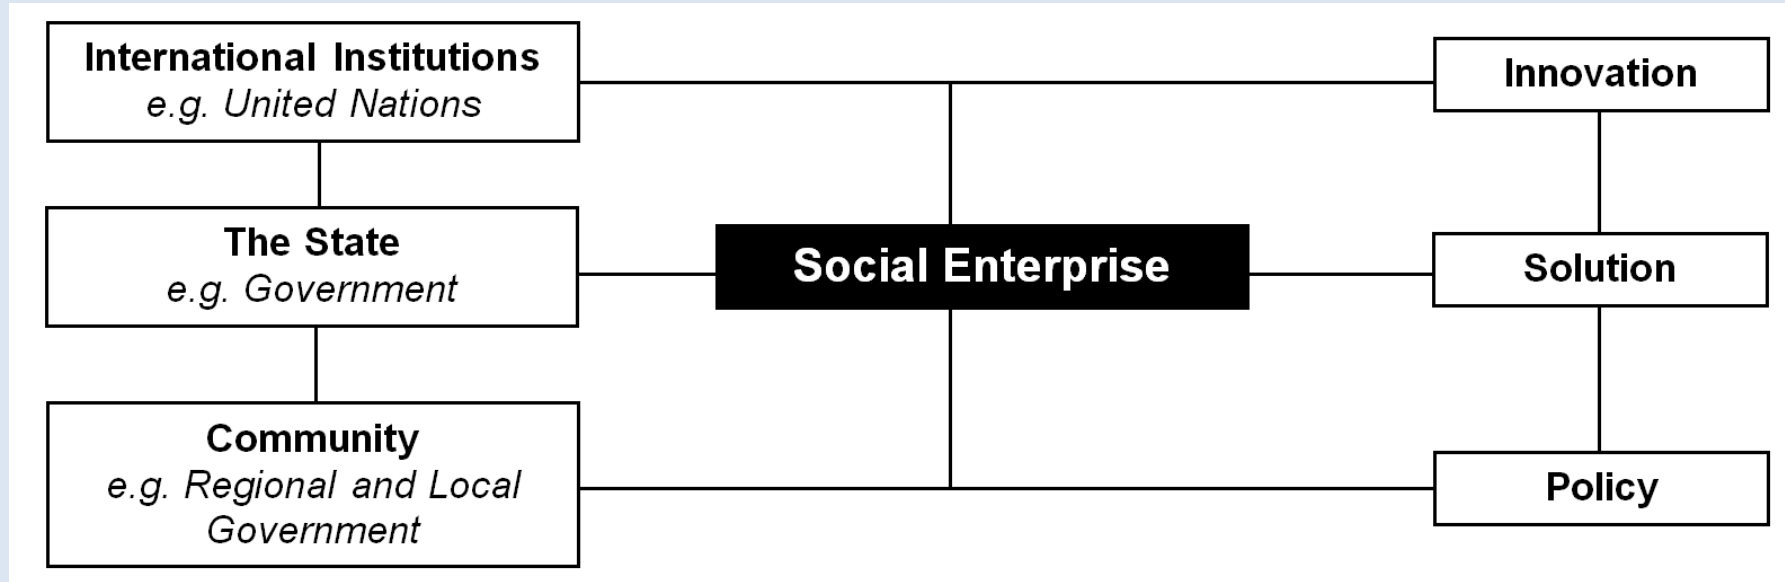 International Institutions
e.g. United Nations
Innovation
The State
e.g. Government
Social Enterprise
Solution
Community
e.g. Regional and Local
Government
Policy